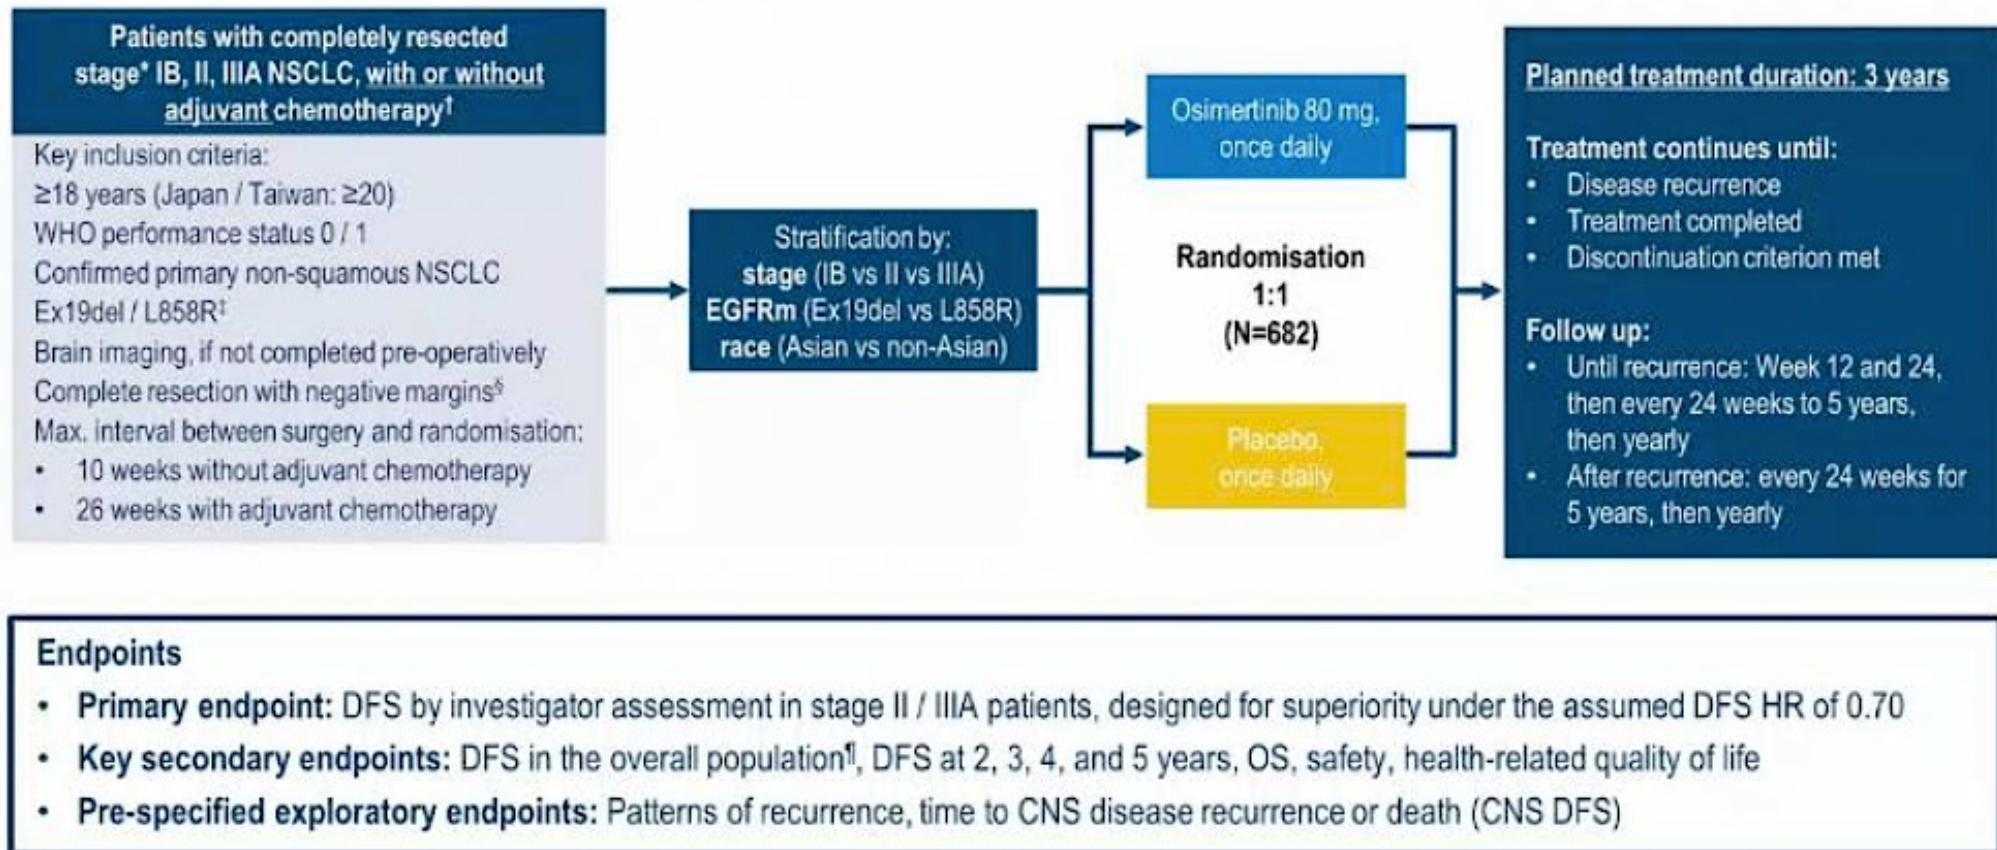 Patients with completely resected
stage* IB, II, IIIA NSCLC, with or without
adjuvant chemotherapy†
Key inclusion criteria:
≥18 years (Japan / Taiwan: ≥20)
WHO performance status 0 / 1
Confirmed primary non-squamous NSCLC
Ex19del / L858R‡
Brain imaging, if not completed pre-operatively
Complete resection with negative margins§
Max. interval between surgery and randomisation:
• 10 weeks without adjuvant chemotherapy
• 26 weeks with adjuvant chemotherapy
Stratification by:
stage (IB vs II vs IIIA)
EGFRm (Ex19del vs L858R)
race (Asian vs non-Asian)
Osimertinib 80 mg,
once daily
Randomisation
1:1
(N=682)
Placebo,
once daily
Planned treatment duration: 3 years
Treatment continues until:
• Disease recurrence
• Treatment completed
• Discontinuation criterion met
Follow up:
• Until recurrence: Week 12 and 24,
then every 24 weeks to 5 years,
then yearly
• After recurrence: every 24 weeks for
5 years, then yearly
Endpoints
• Primary endpoint: DFS by investigator assessment in stage II / IIIA patients, designed for superiority under the assumed DFS HR of 0.70
• Key secondary endpoints: DFS in the overall population¶, DFS at 2, 3, 4, and 5 years, OS, safety, health-related quality of life
• Pre-specified exploratory endpoints: Patterns of recurrence, time to CNS disease recurrence or death (CNS DFS)